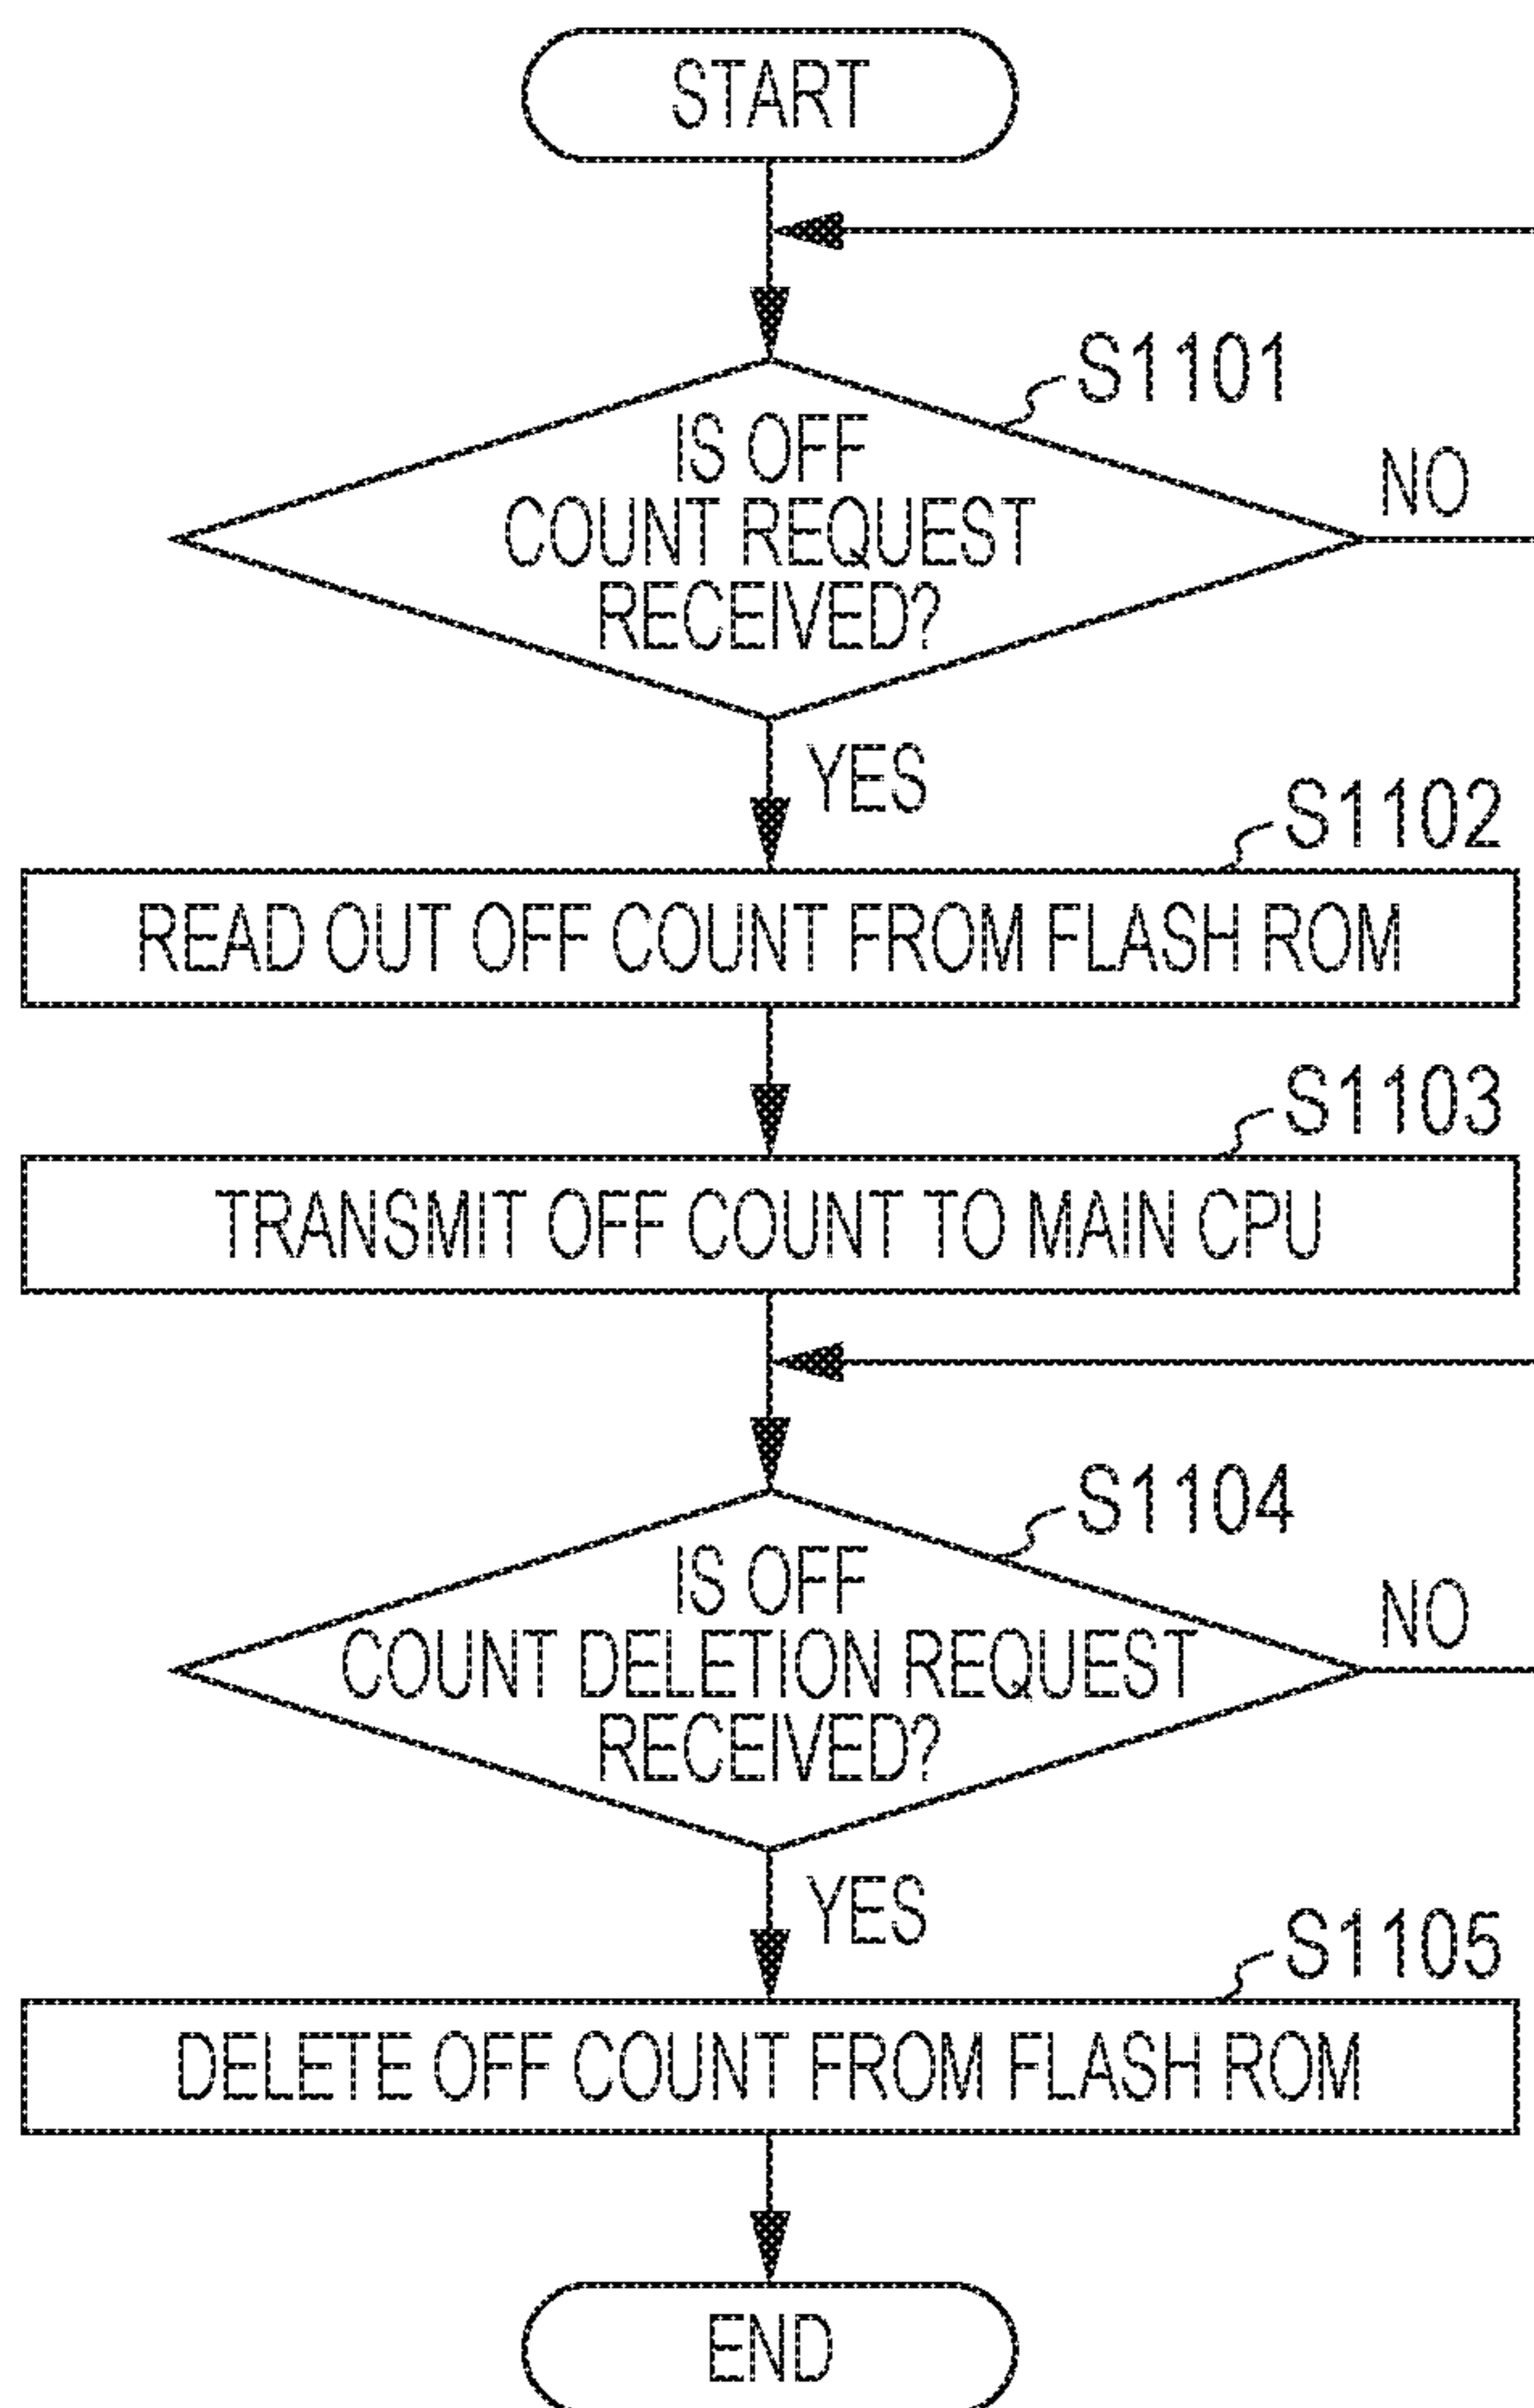 START
S1101
IS OFF
COUNT REQUEST
RECEIVED?
NO
YES
S1102
READ OUT OFF COUNT FROM FLASH ROM
S1103
TRANSMIT OFF COUNT TO MAIN CPU
S1104
IS OFF
COUNT DELETION REQUEST
RECEIVED?
NO
YES
S1105
DELETE OFF COUNT FROM FLASH ROM
END